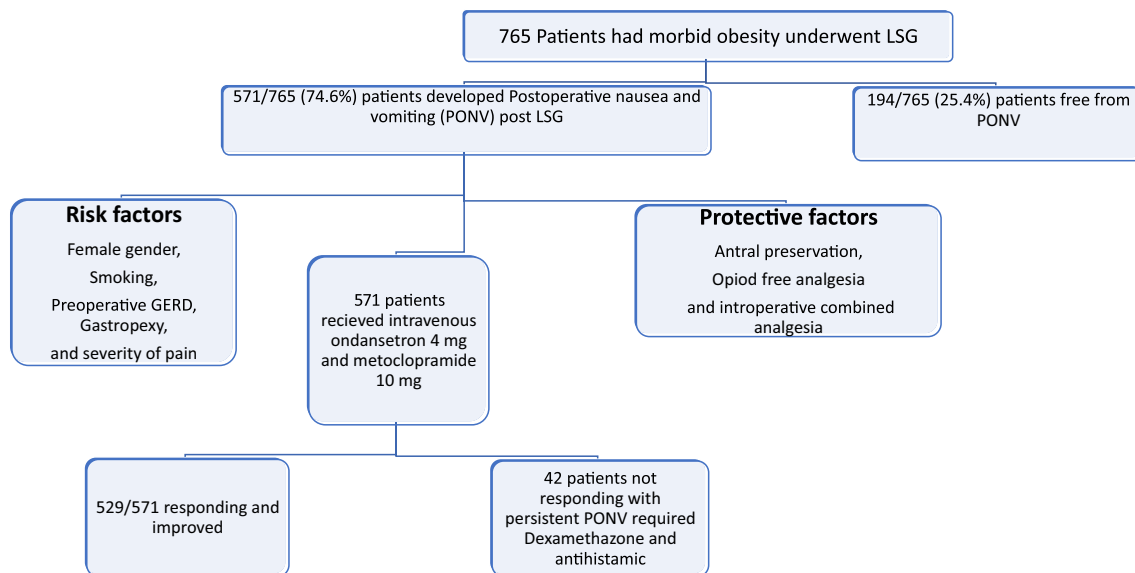 765 Patients had morbid obesity underwent LSG
571/765 (74.6%) patients developed Postoperative nausea and
vomiting (PONV) post LSG
194/765 (25.4%) patients free from
PONV
Risk factors
Female gender,
Smoking,
Preoperative GERD,
Gastropexy,
and severity of pain
571 patients
recieved intravenous
ondansetron 4 mg
and metoclopramide
10 mg
Protective factors
Antral preservation,
Opiod free analgesia
and introperative combined
analgesia
529/571 responding and
improved
42 patients not
responding with
persistent PONV required
Dexamethazone and
antihistamic